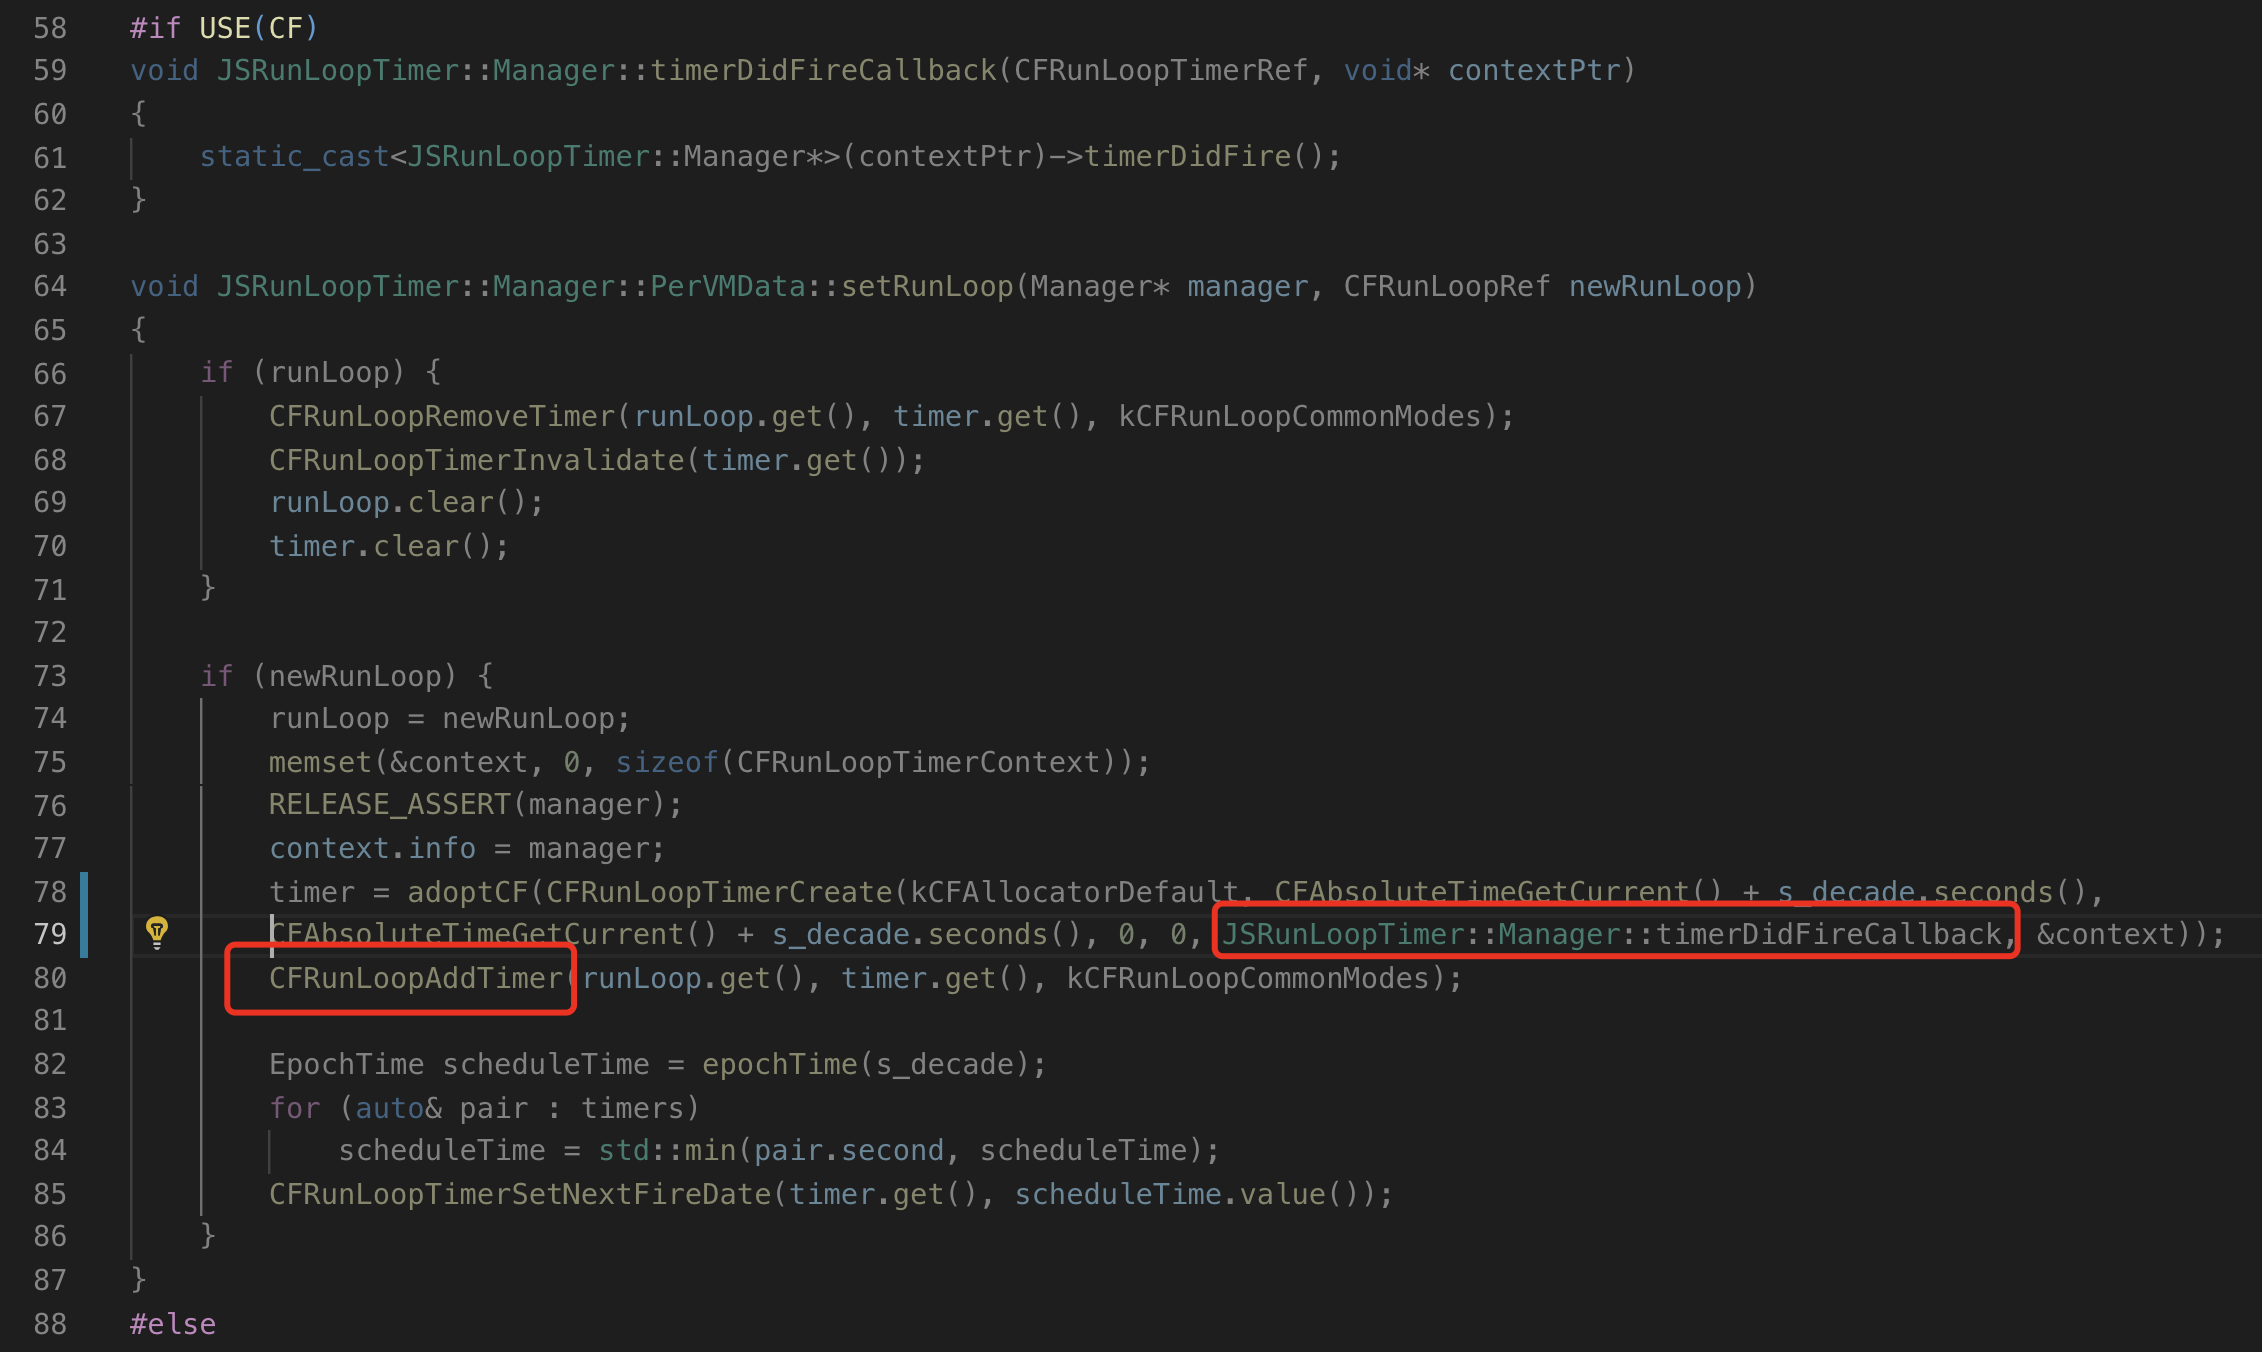 58 #if USE(CF)
59 void JSRunLoopTimer::Manager::timerDidFireCallback(CFRunLoopTimerRef, void* contextPtr)
60 {
61     static_cast<JSRunLoopTimer::Manager*>(contextPtr)->timerDidFire();
62 }
63
64 void JSRunLoopTimer::Manager::PerVMData::setRunLoop(Manager* manager, CFRunLoopRef newRunLoop)
65 {
66     if (runLoop) {
67         CFRunLoopRemoveTimer(runLoop.get(), timer.get(), kCFRunLoopCommonModes);
68         CFRunLoopTimerInvalidate(timer.get());
69         runLoop.clear();
70         timer.clear();
71     }
72
73     if (newRunLoop) {
74         runLoop = newRunLoop;
75         memset(&context, 0, sizeof(CFRunLoopTimerContext));
76         RELEASE_ASSERT(manager);
77         context.info = manager;
78         timer = adoptCF(CFRunLoopTimerCreate(kCFAllocatorDefault, CFAbsoluteTimeGetCurrent() + s_decade.seconds(),
79         CFAbsoluteTimeGetCurrent() + s_decade.seconds(), 0, 0, JSRunLoopTimer::Manager::timerDidFireCallback, &context));
80         CFRunLoopAddTimer(runLoop.get(), timer.get(), kCFRunLoopCommonModes);
81
82         EpochTime scheduleTime = epochTime(s_decade);
83         for (auto& pair : timers)
84             scheduleTime = std::min(pair.second, scheduleTime);
85         CFRunLoopTimerSetNextFireDate(timer.get(), scheduleTime.value());
86     }
87 }
88 #else